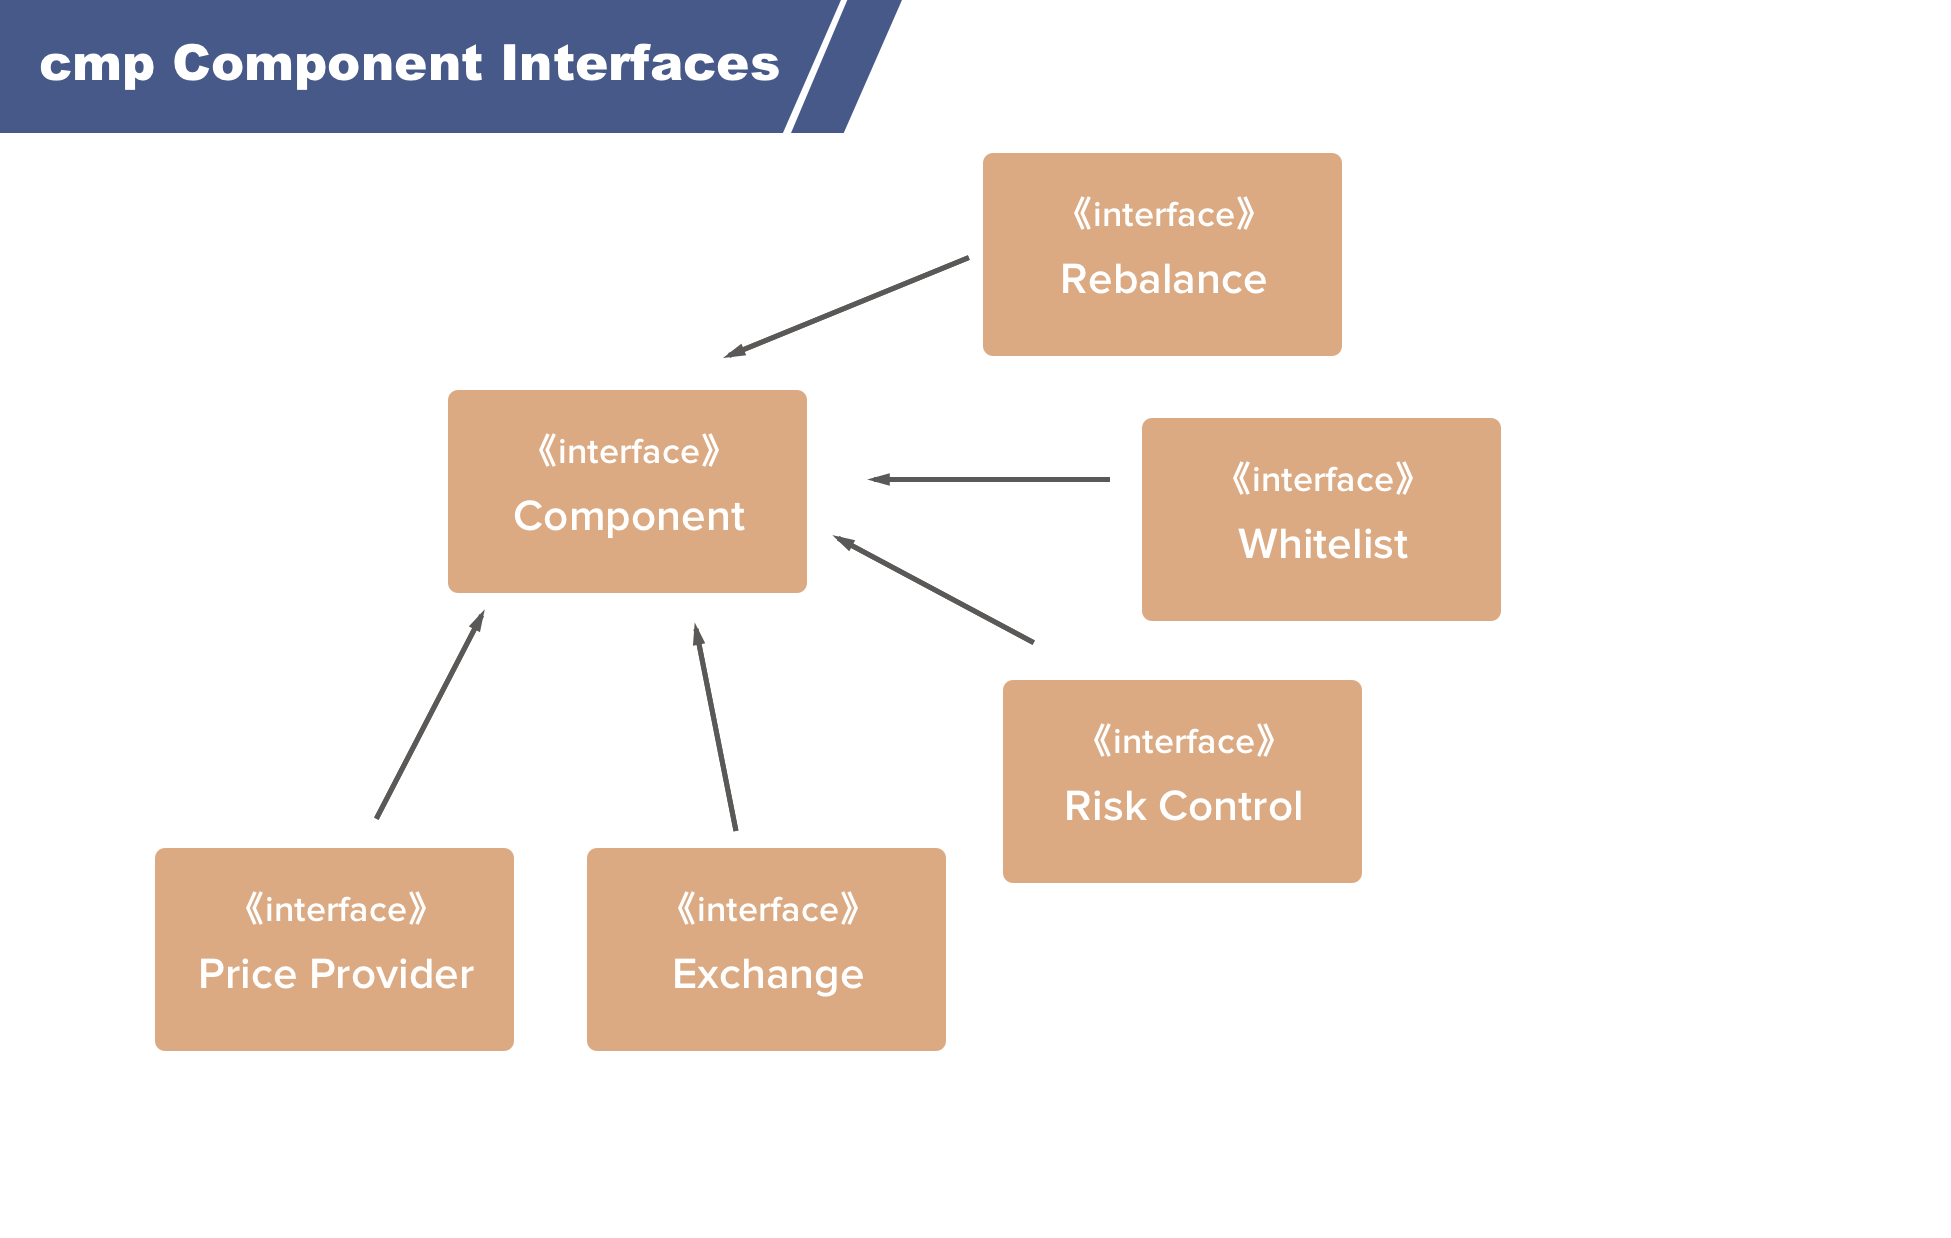 cmp Component Interfaces
《interface》
Rebalance
《interface》
Component
《interface》
Whitelist
《interface》
Risk Control
《interface》
Price Provider
《interface》
Exchange